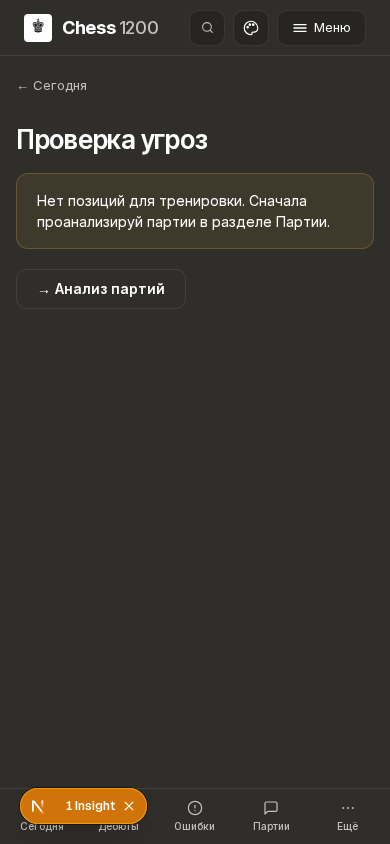 Chess 1200
Меню
← Сегодня
Проверка угроз
Нет позиций для тренировки. Сначала
проанализируй партии в разделе Партии.
→ Анализ партий
N 1 Insight
Сегодня
Дебюты
Ошибки
Партии
Ещё